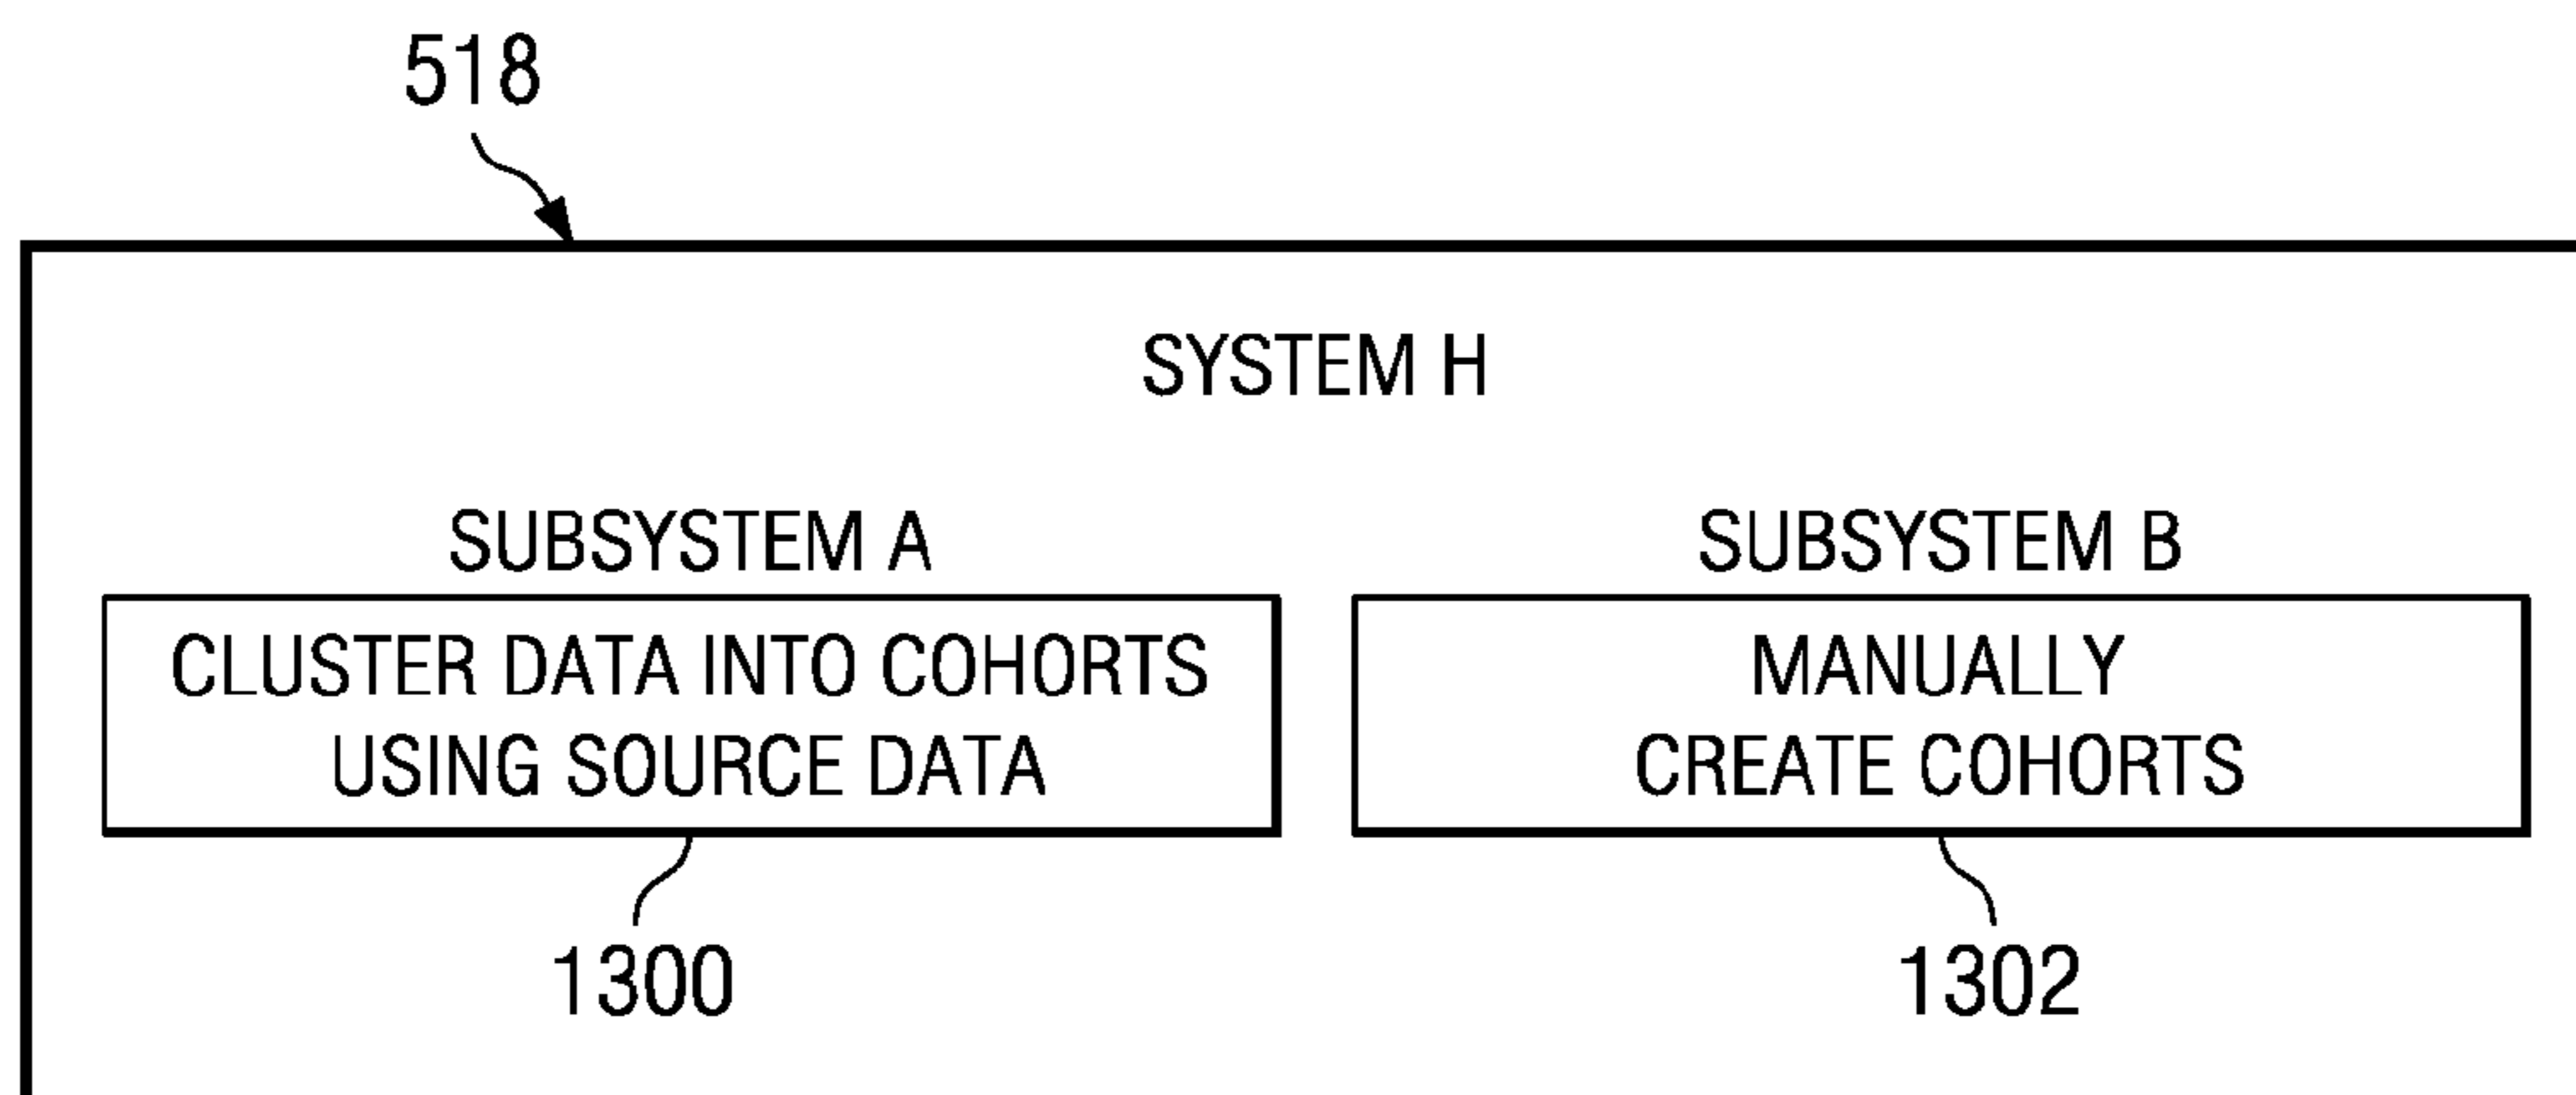 518
SYSTEM H
SUBSYSTEM A
CLUSTER DATA INTO COHORTS
USING SOURCE DATA
1300
SUBSYSTEM B
MANUALLY
CREATE COHORTS
1302